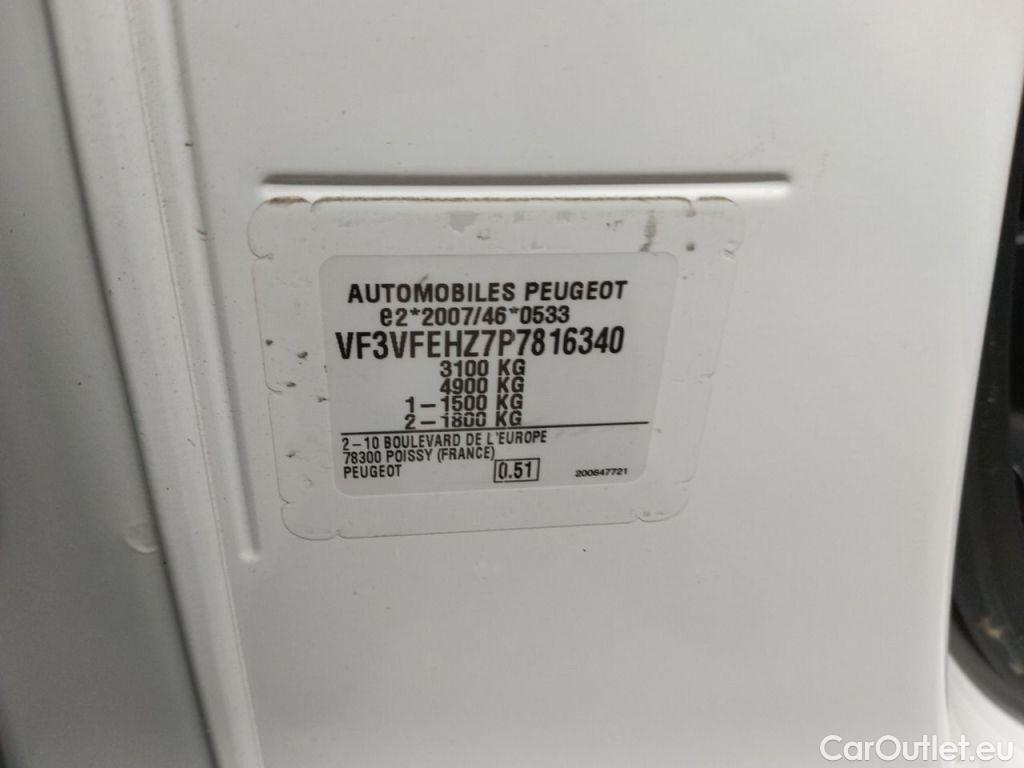 AUTOMOBILES PEUGEOT
e2*2007/46*0533
VF3VFEHZ7P7816340
3100 KG
4900 KG
1-1500 KG
2-1800 KG
2-10 BOULEVARD DE L'EUROPE
78300 POISSY (FRANCE)
PEUGEOT 0.51 200647721
CarOutlet.eu